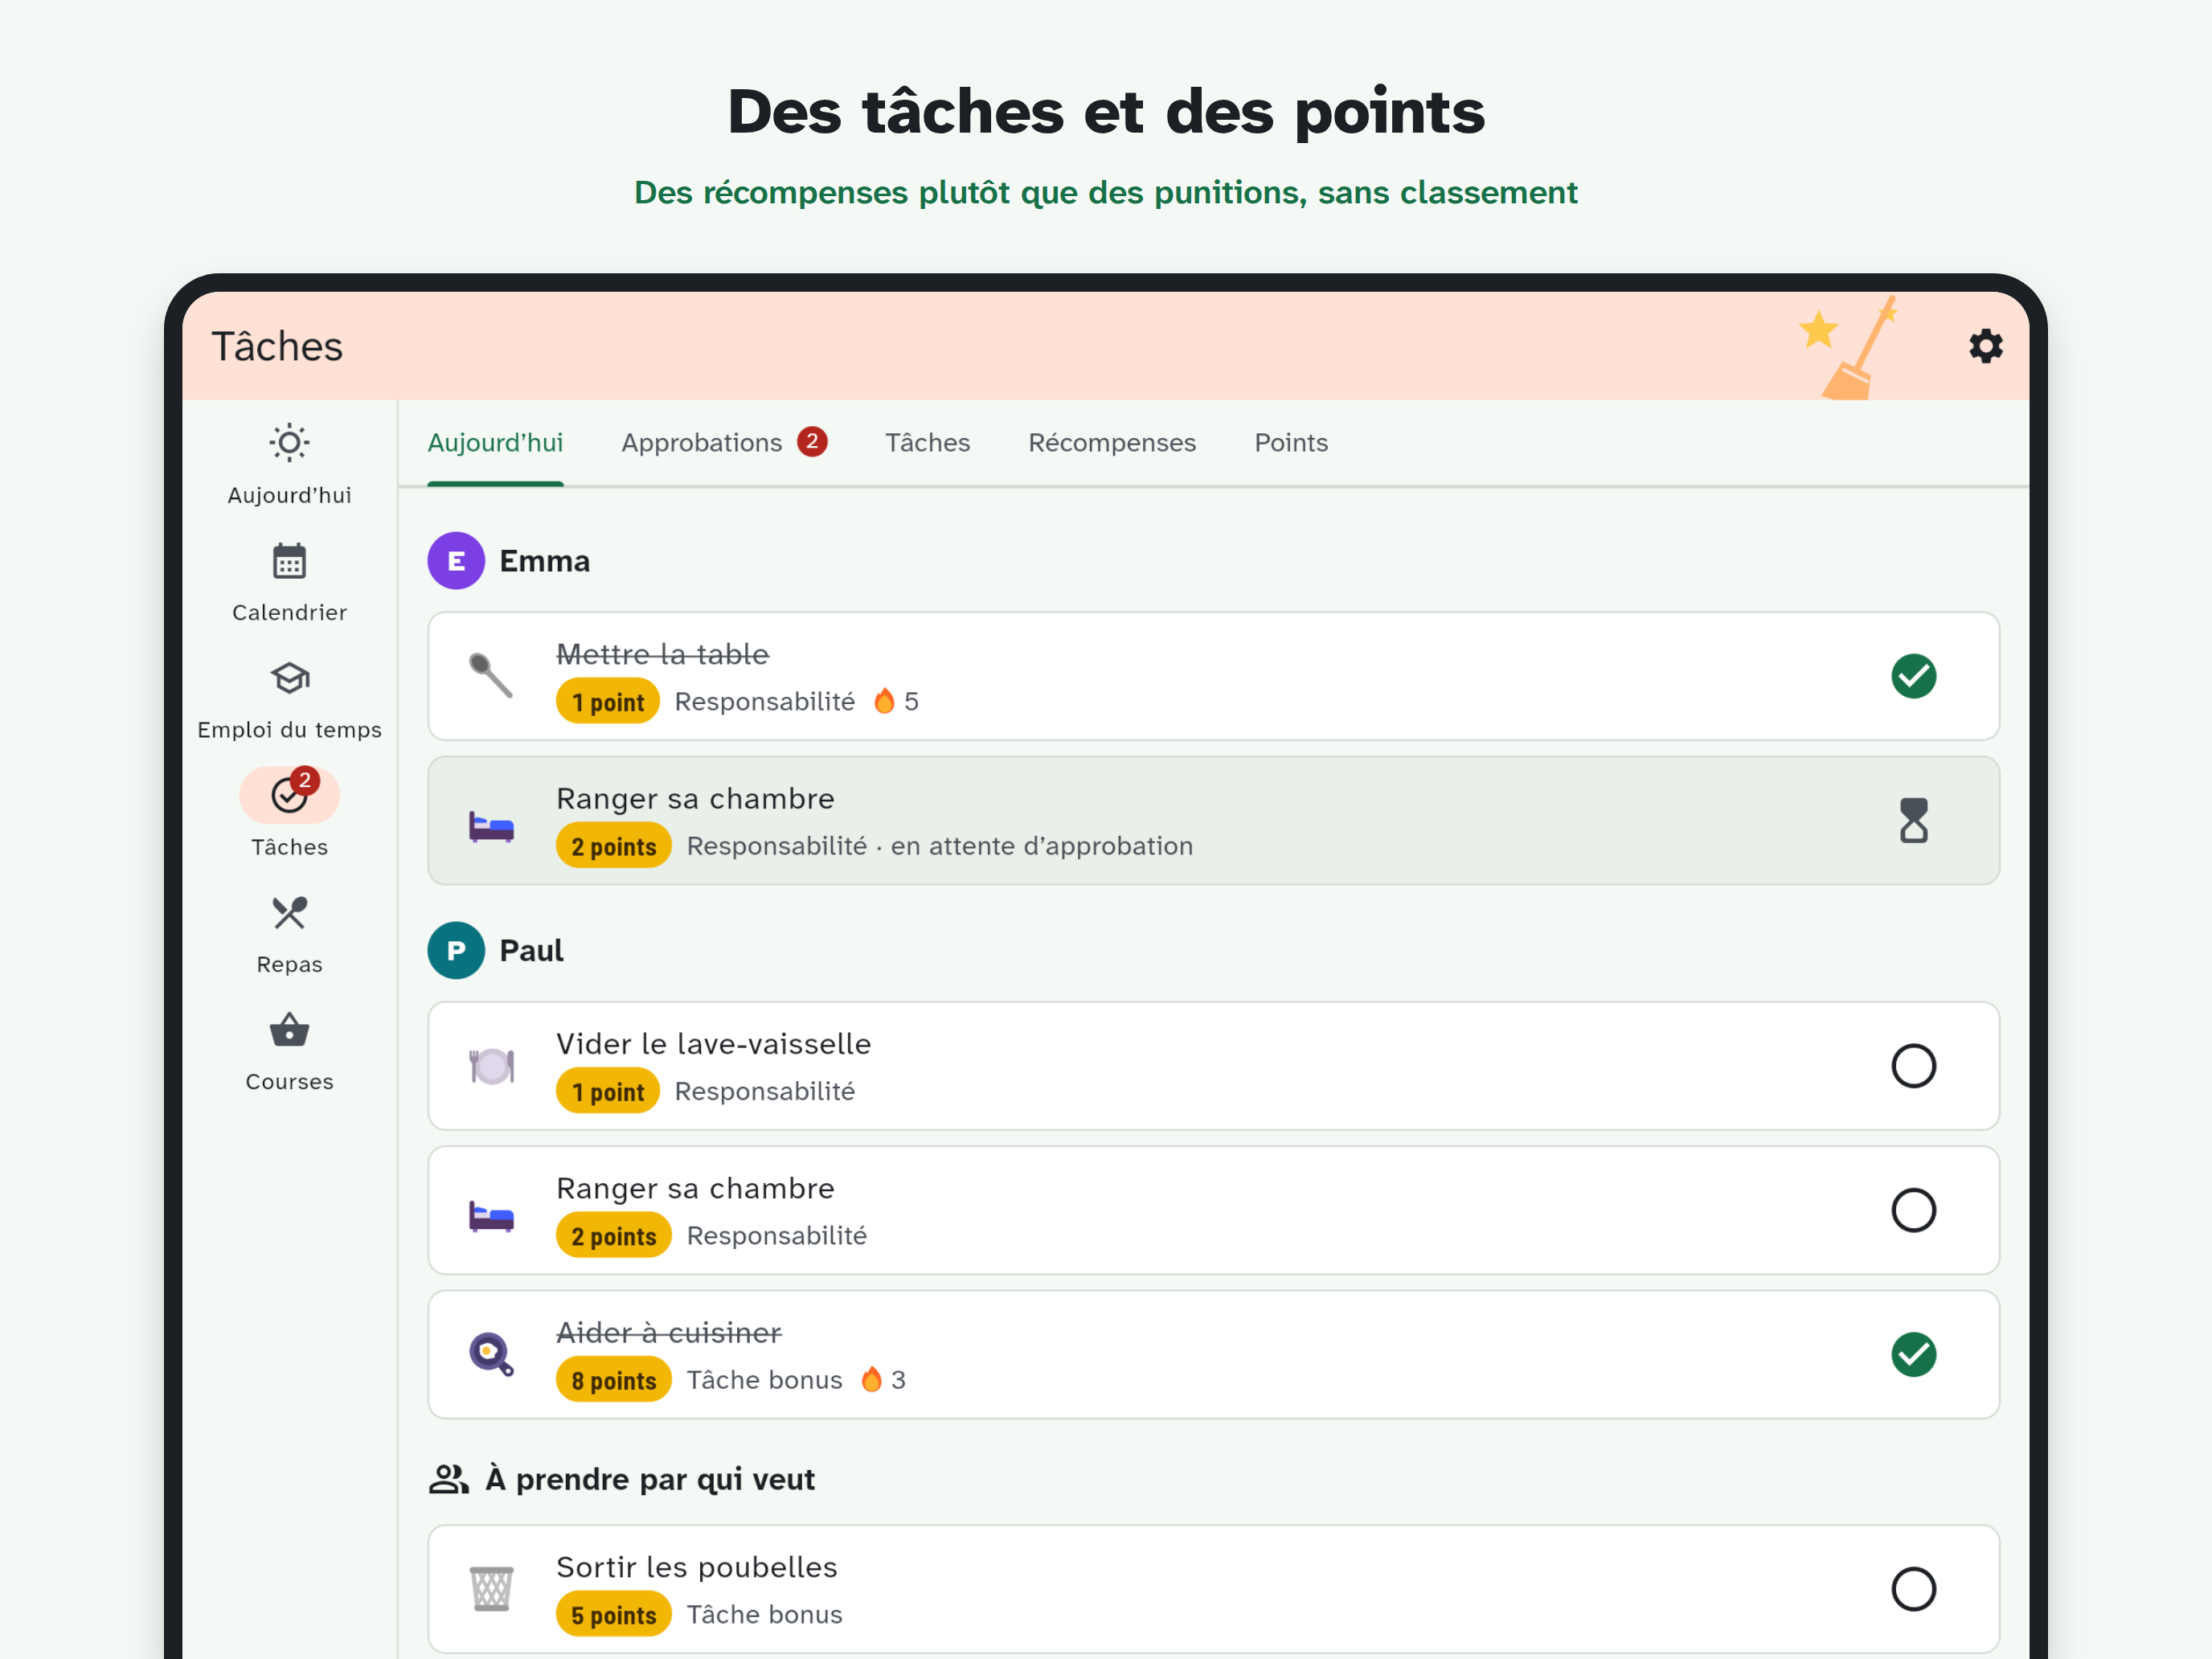 Des tâches et des points
Des récompenses plutôt que des punitions, sans classement
Tâches
Aujourd’hui
Calendrier
Emploi du temps
2
Tâches
Repas
Courses
Aujourd’hui
Approbations 2
Tâches
Récompenses
Points
E Emma
Mettre la table
1 point Responsabilité 🔥 5
Ranger sa chambre
2 points Responsabilité · en attente d’approbation
P Paul
Vider le lave-vaisselle
1 point Responsabilité
Ranger sa chambre
2 points Responsabilité
Aider à cuisiner
8 points Tâche bonus 🔥 3
À prendre par qui veut
Sortir les poubelles
5 points Tâche bonus